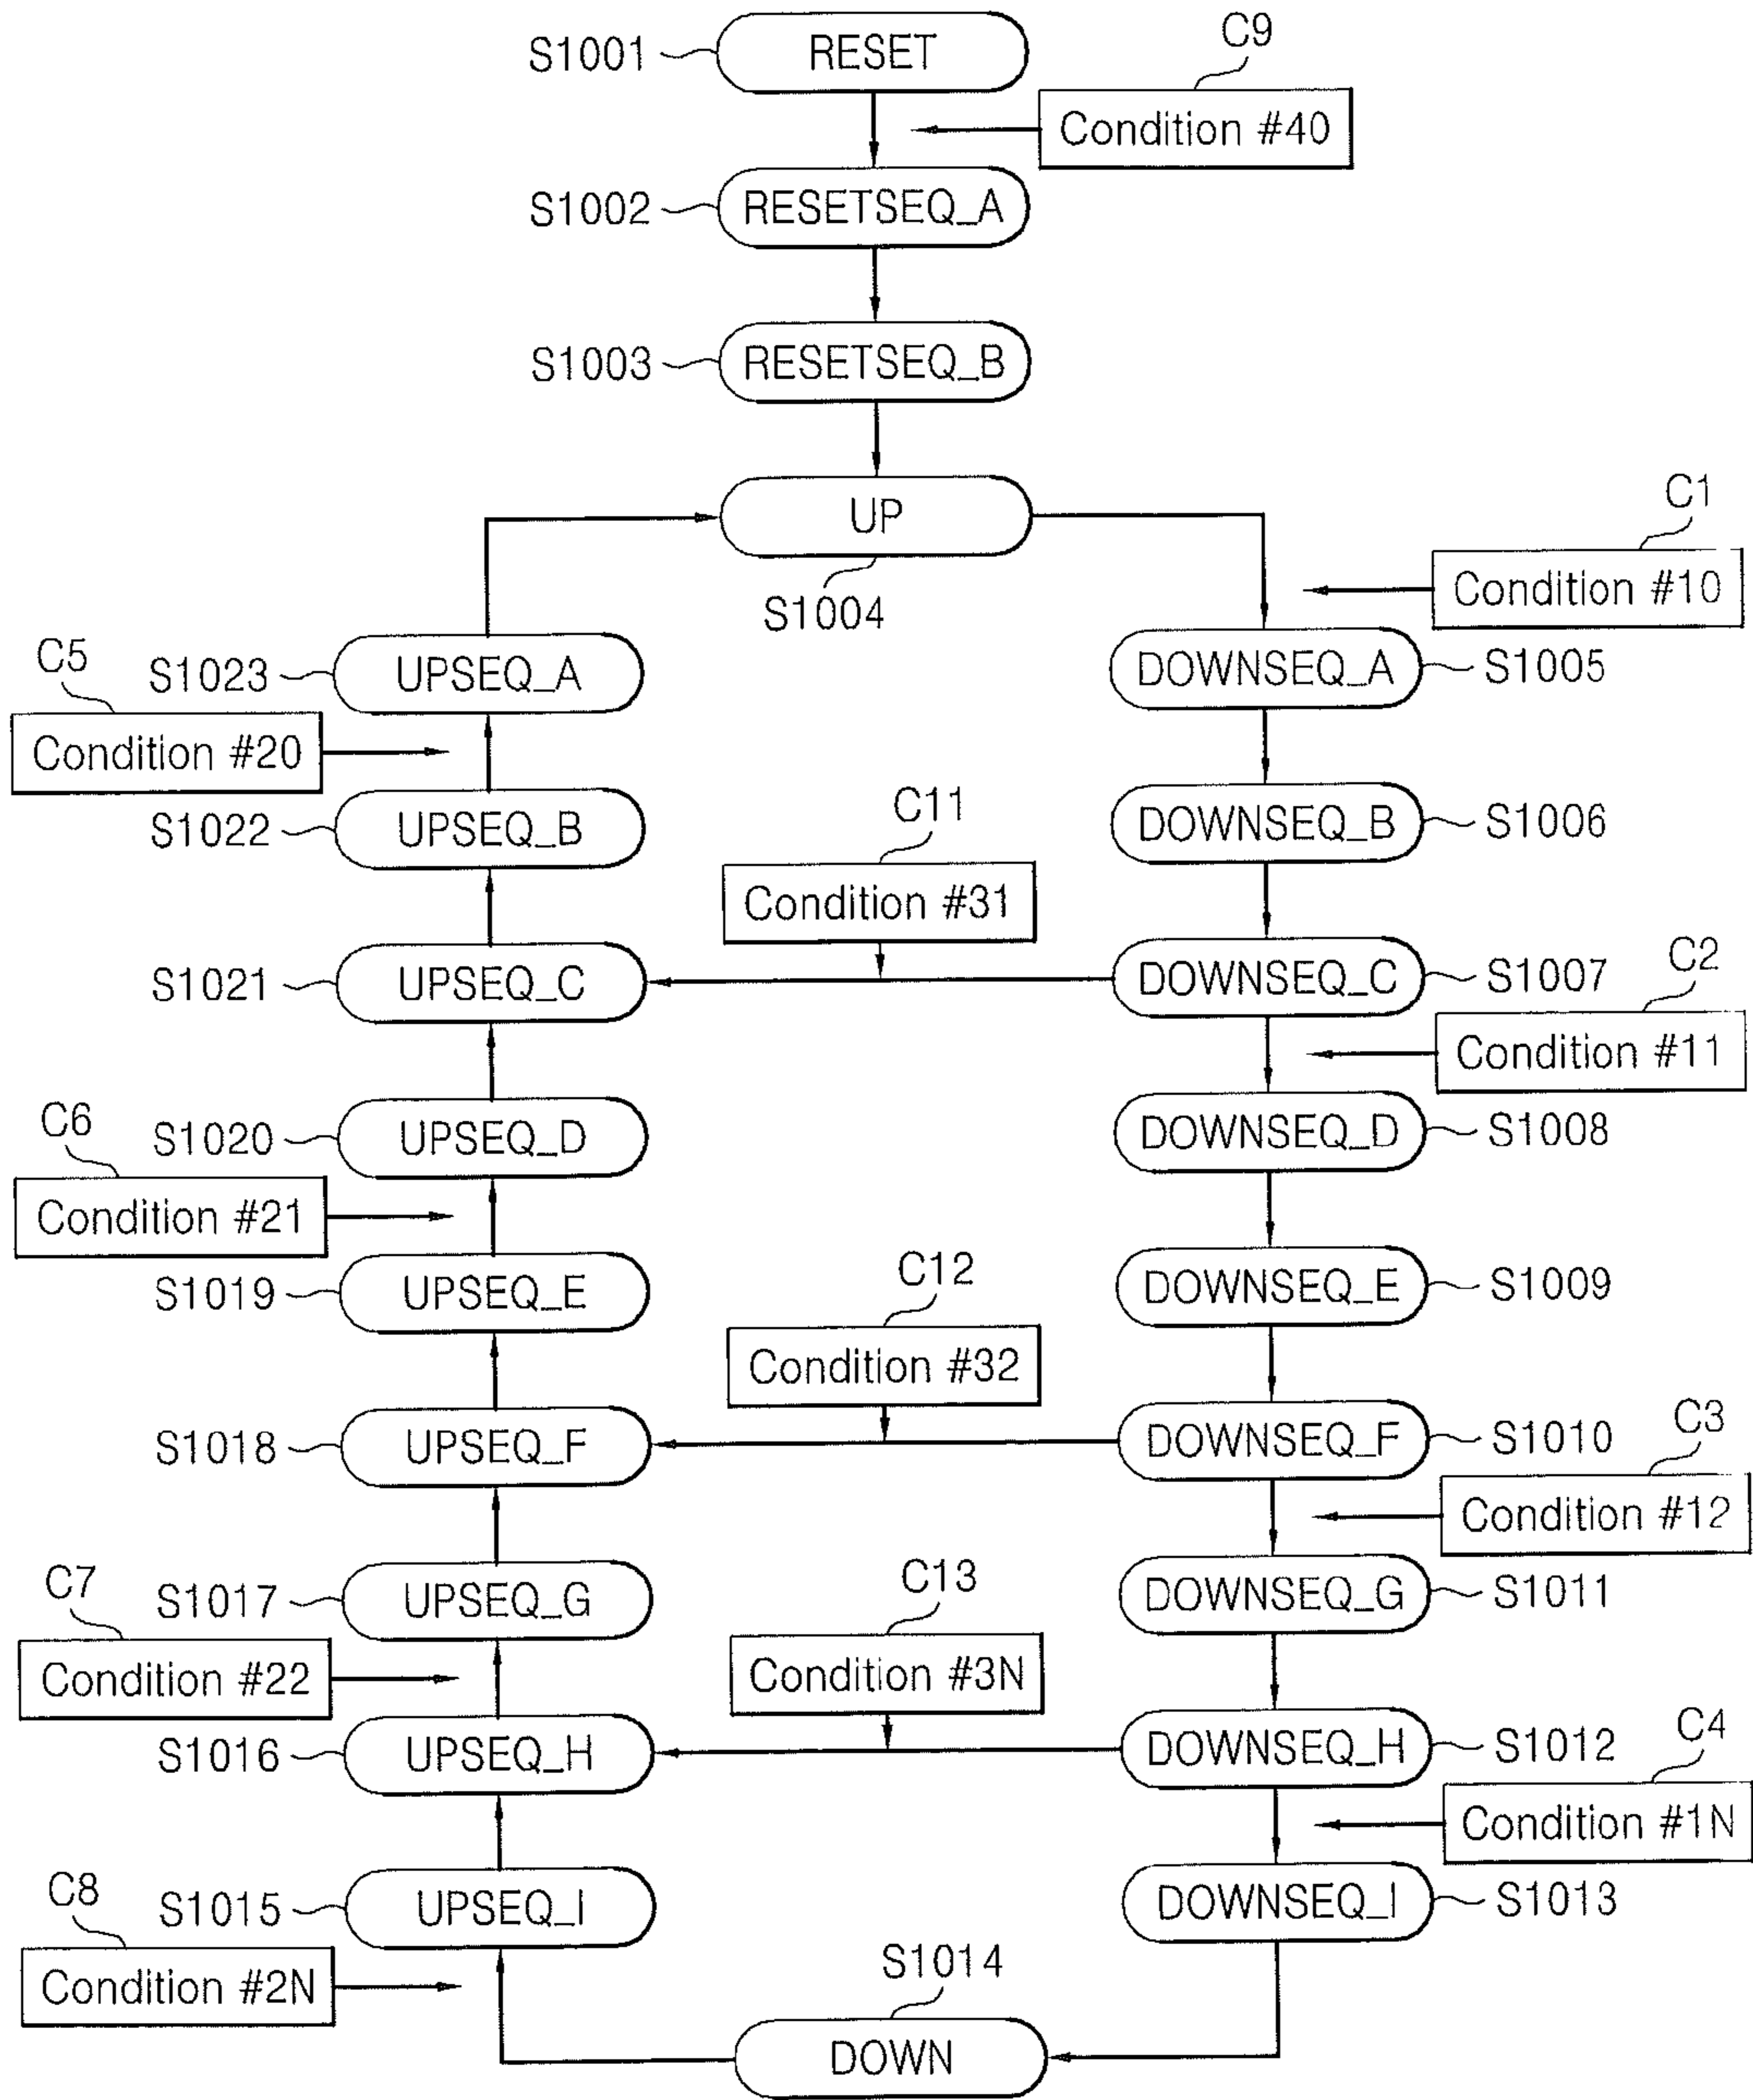 C9
S1001 RESET
Condition #40
S1002 RESETSEQ_A
S1003 RESETSEQ_B
UP
C1
S1004
Condition #10
C5
S1023 UPSEQ_A
DOWNSEQ_A S1005
Condition #20
C11
S1022 UPSEQ_B
DOWNSEQ_B S1006
Condition #31
C2
S1021 UPSEQ_C
DOWNSEQ_C S1007
Condition #11
C6
S1020 UPSEQ_D
DOWNSEQ_D S1008
Condition #21
C12
S1019 UPSEQ_E
DOWNSEQ_E S1009
Condition #32
C3
S1018 UPSEQ_F
DOWNSEQ_F S1010
Condition #12
C7
C13
S1017 UPSEQ_G
DOWNSEQ_G S1011
Condition #22
Condition #3N
C4
S1016 UPSEQ_H
DOWNSEQ_H S1012
Condition #1N
C8
S1015 UPSEQ_I
DOWNSEQ_I S1013
Condition #2N
S1014
DOWN